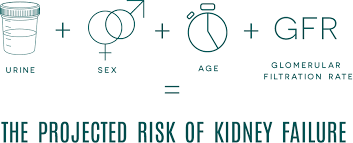 + + + GFR
URINE SEX AGE GLOMERULAR
FILTRATION RATE
=
THE PROJECTED RISK OF KIDNEY FAILURE